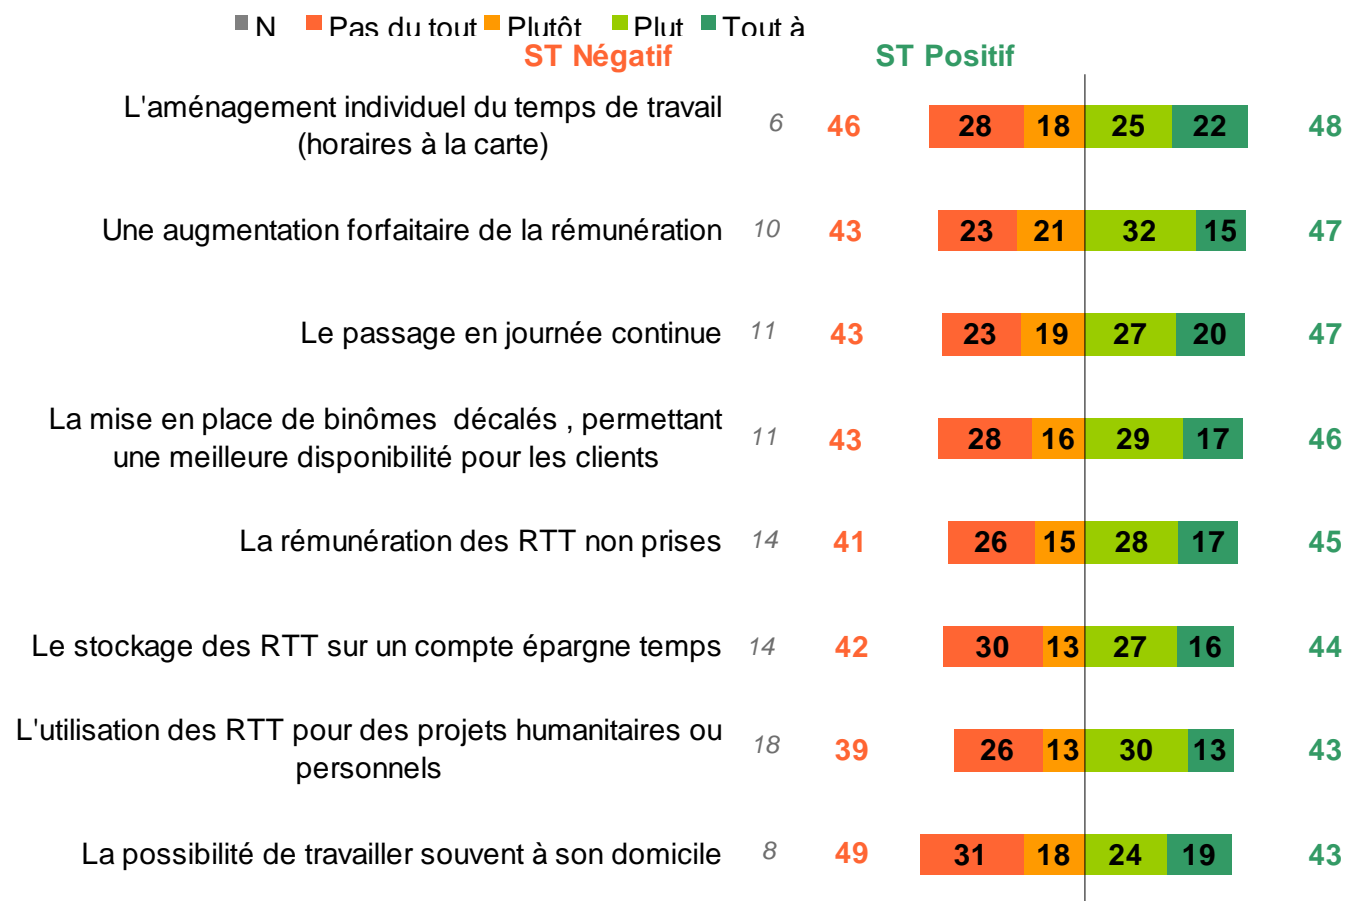 N Pas du tout Plutôt Plut Tout à
ST Négatif ST Positif
L'aménagement individuel du temps de travail
(horaires à la carte)
6 46 28 18 25 22 48
Une augmentation forfaitaire de la rémunération 10 43 23 21 32 15 47
Le passage en journée continue 11 43 23 19 27 20 47
La mise en place de binômes décalés , permettant
une meilleure disponibilité pour les clients
11 43 28 16 29 17 46
La rémunération des RTT non prises 14 41 26 15 28 17 45
Le stockage des RTT sur un compte épargne temps 14 42 30 13 27 16 44
L'utilisation des RTT pour des projets humanitaires ou
personnels
18 39 26 13 30 13 43
La possibilité de travailler souvent à son domicile 8 49 31 18 24 19 43